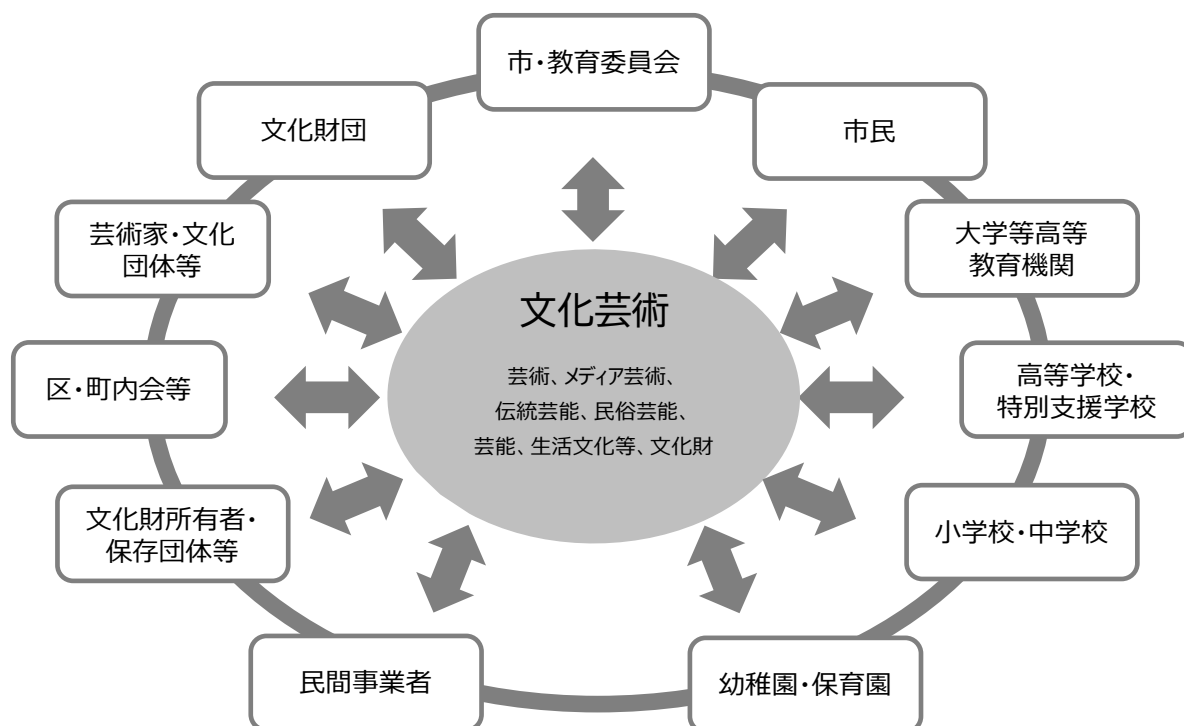 市・教育委員会
文化財団
市民
芸術家・文化
団体等
大学等高等
教育機関
文化芸術
芸術、メディア芸術、
伝統芸能、民俗芸能、
芸能、生活文化等、文化財
区・町内会等
高等学校・
特別支援学校
文化財所有者・
保存団体等
小学校・中学校
民間事業者
幼稚園・保育園